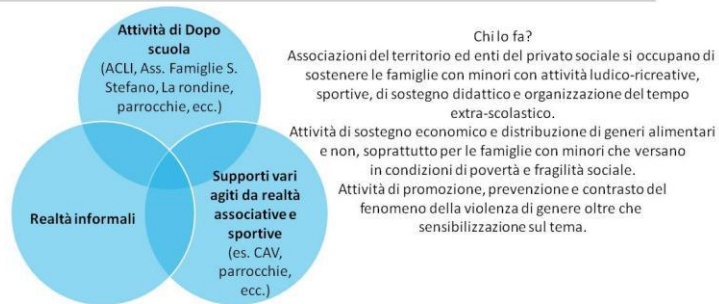 Attività di Dopo
scuola
(ACLI, Ass. Famiglie S.
Stefano, La rondine,
parrocchie, ecc.)
Realtà informali
Supporti vari
agiti da realtà
associative e
sportive
(es. CAV,
parrocchie,
ecc.)
Chi lo fa?
Associazioni del territorio ed enti del privato sociale si occupano di
sostenere le famiglie con minori con attività ludico-ricreative,
sportive, di sostegno didattico e organizzazione del tempo
extra-scolastico.
Attività di sostegno economico e distribuzione di generi alimentari
e non, soprattutto per le famiglie con minori che versano
in condizioni di povertà e fragilità sociale.
Attività di promozione, prevenzione e contrasto del
fenomeno della violenza di genere oltre che
sensibilizzazione sul tema.